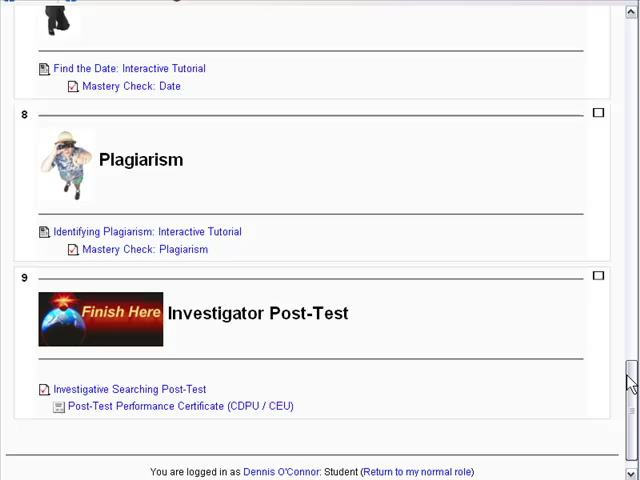 Find the Date: Interactive Tutorial
Mastery Check: Date
8
Plagiarism
Identifying Plagiarism: Interactive Tutorial
Mastery Check: Plagiarism
9
Finish Here Investigator Post-Test
Investigative Searching Post-Test
Post-Test Performance Certificate (CDPU / CEU)
You are logged in as Dennis O'Connor: Student (Return to my normal role)